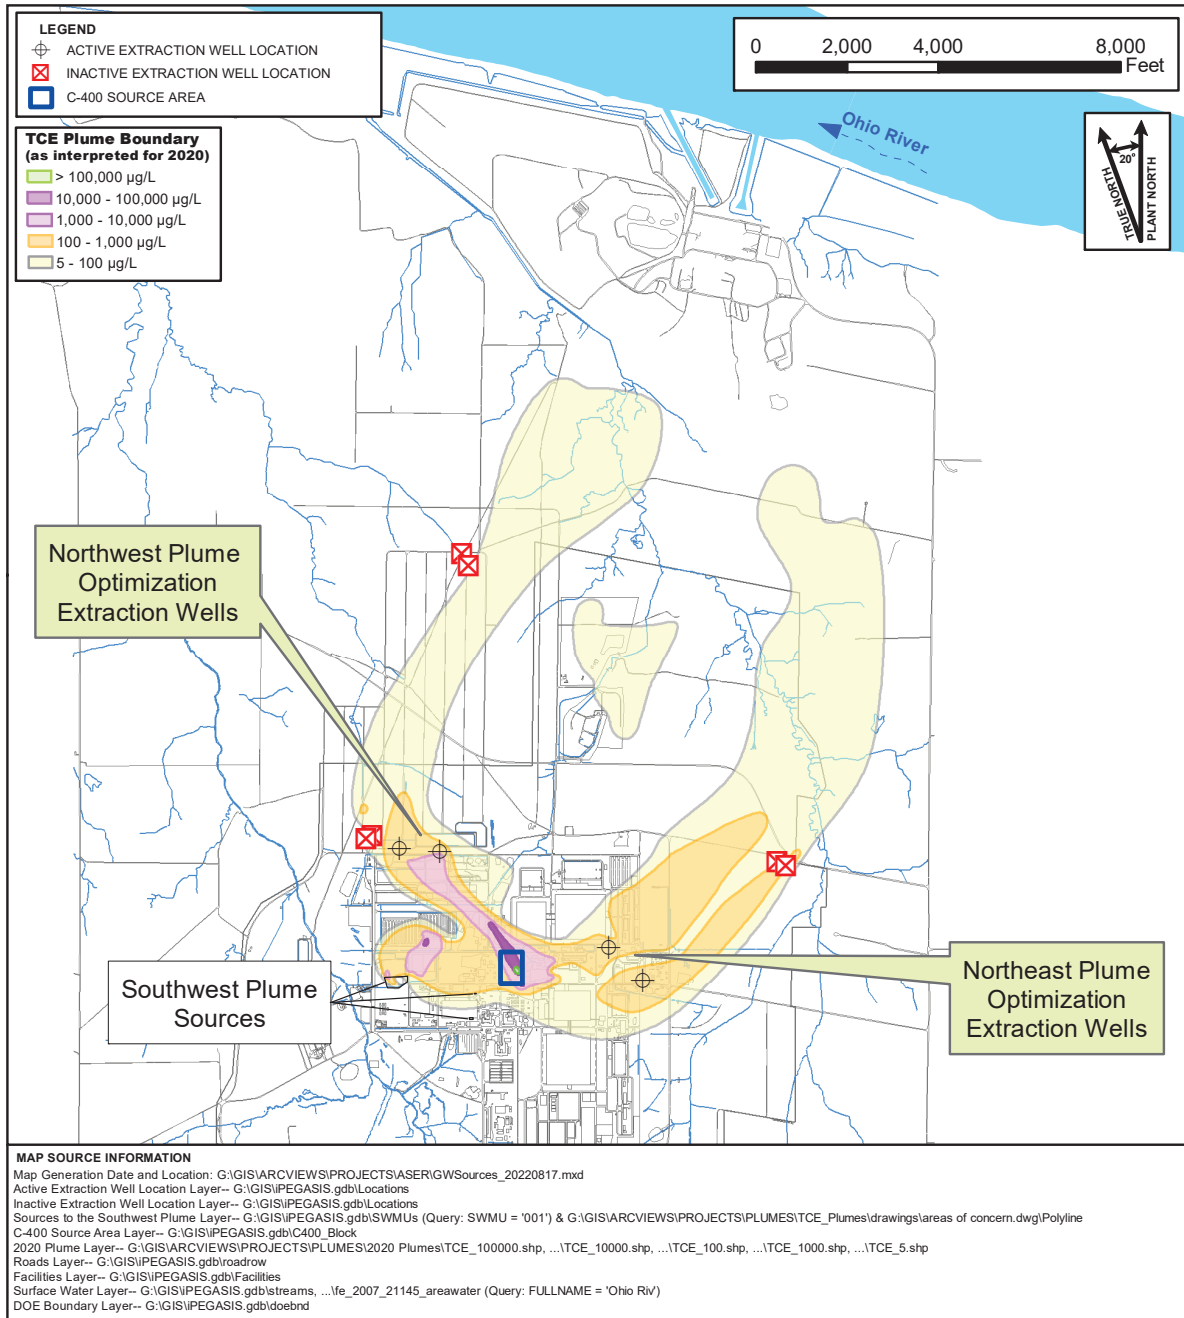 LEGEND
ACTIVE EXTRACTION WELL LOCATION
INACTIVE EXTRACTION WELL LOCATION
C-400 SOURCE AREA
TCE Plume Boundary
(as interpreted for 2020)
> 100,000 µg/L
10,000 - 100,000 µg/L
1,000 - 10,000 µg/L
100 - 1,000 µg/L
5 - 100 µg/L
0 2,000 4,000 8,000
Feet
Ohio River
20°
TRUE NORTH
PLANT NORTH
Northwest Plume
Optimization
Extraction Wells
Southwest Plume
Sources
Northeast Plume
Optimization
Extraction Wells
MAP SOURCE INFORMATION
Map Generation Date and Location: G:\GIS\ARCVIEWS\PROJECTS\ASER\GWSources_20220817.mxd
Active Extraction Well Location Layer-- G:\GIS\iPEGASIS.gdb\Locations
Inactive Extraction Well Location Layer-- G:\GIS\iPEGASIS.gdb\Locations
Sources to the Southwest Plume Layer-- G:\GIS\iPEGASIS.gdb\SWMUs (Query: SWMU = '001') & G:\GIS\ARCVIEWS\PROJECTS\PLUMES\TCE_Plumes\drawings\areas of concern.dwg\Polyline
C-400 Source Area Layer-- G:\GIS\iPEGASIS.gdb\C400_Block
2020 Plume Layer-- G:\GIS\ARCVIEWS\PROJECTS\PLUMES\2020 Plumes\TCE_100000.shp, ...\TCE_10000.shp, ...\TCE_100.shp, ...\TCE_1000.shp, ...\TCE_5.shp
Roads Layer-- G:\GIS\iPEGASIS.gdb\roadrow
Facilities Layer-- G:\GIS\iPEGASIS.gdb\Facilities
Surface Water Layer-- G:\GIS\iPEGASIS.gdb\streams, ...\fe_2007_21145_areawater (Query: FULLNAME = 'Ohio Riv')
DOE Boundary Layer-- G:\GIS\iPEGASIS.gdb\doebnd